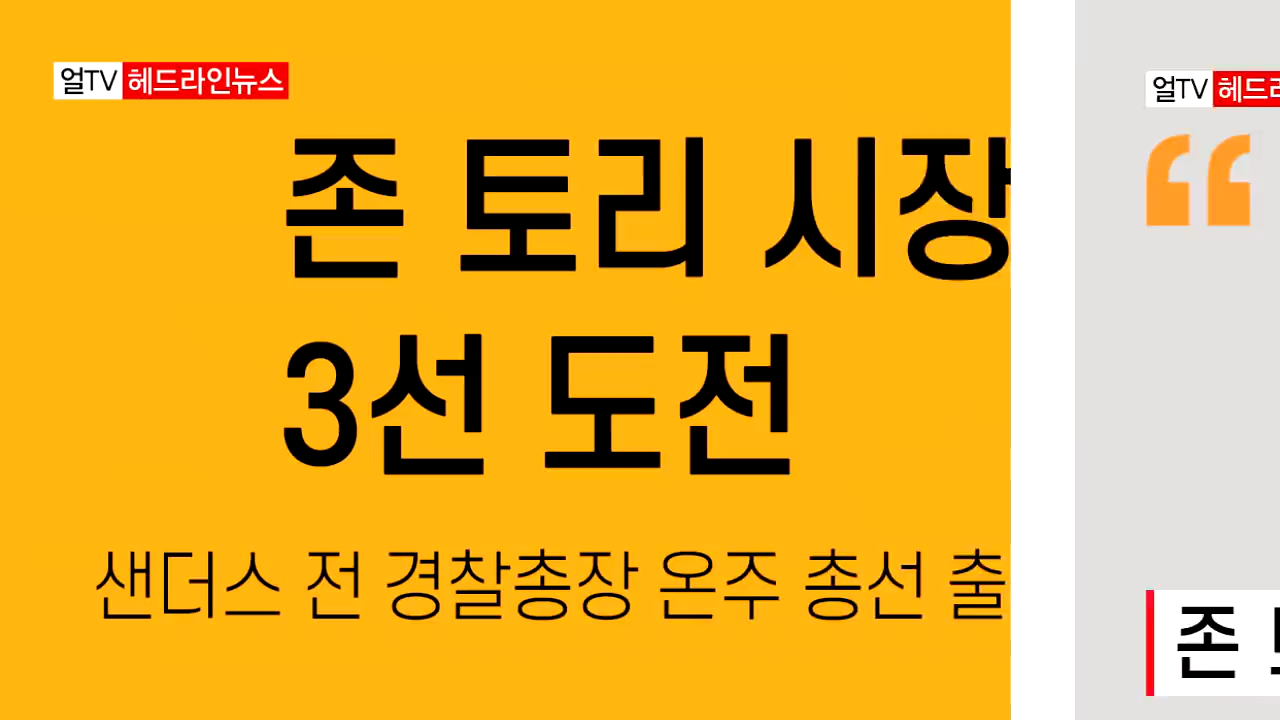 얼TV 헤드라인뉴스
존 토리 시장
3선 도전
샌더스 전 경찰총장 온주 총선 출
얼TV 헤드라
“
존